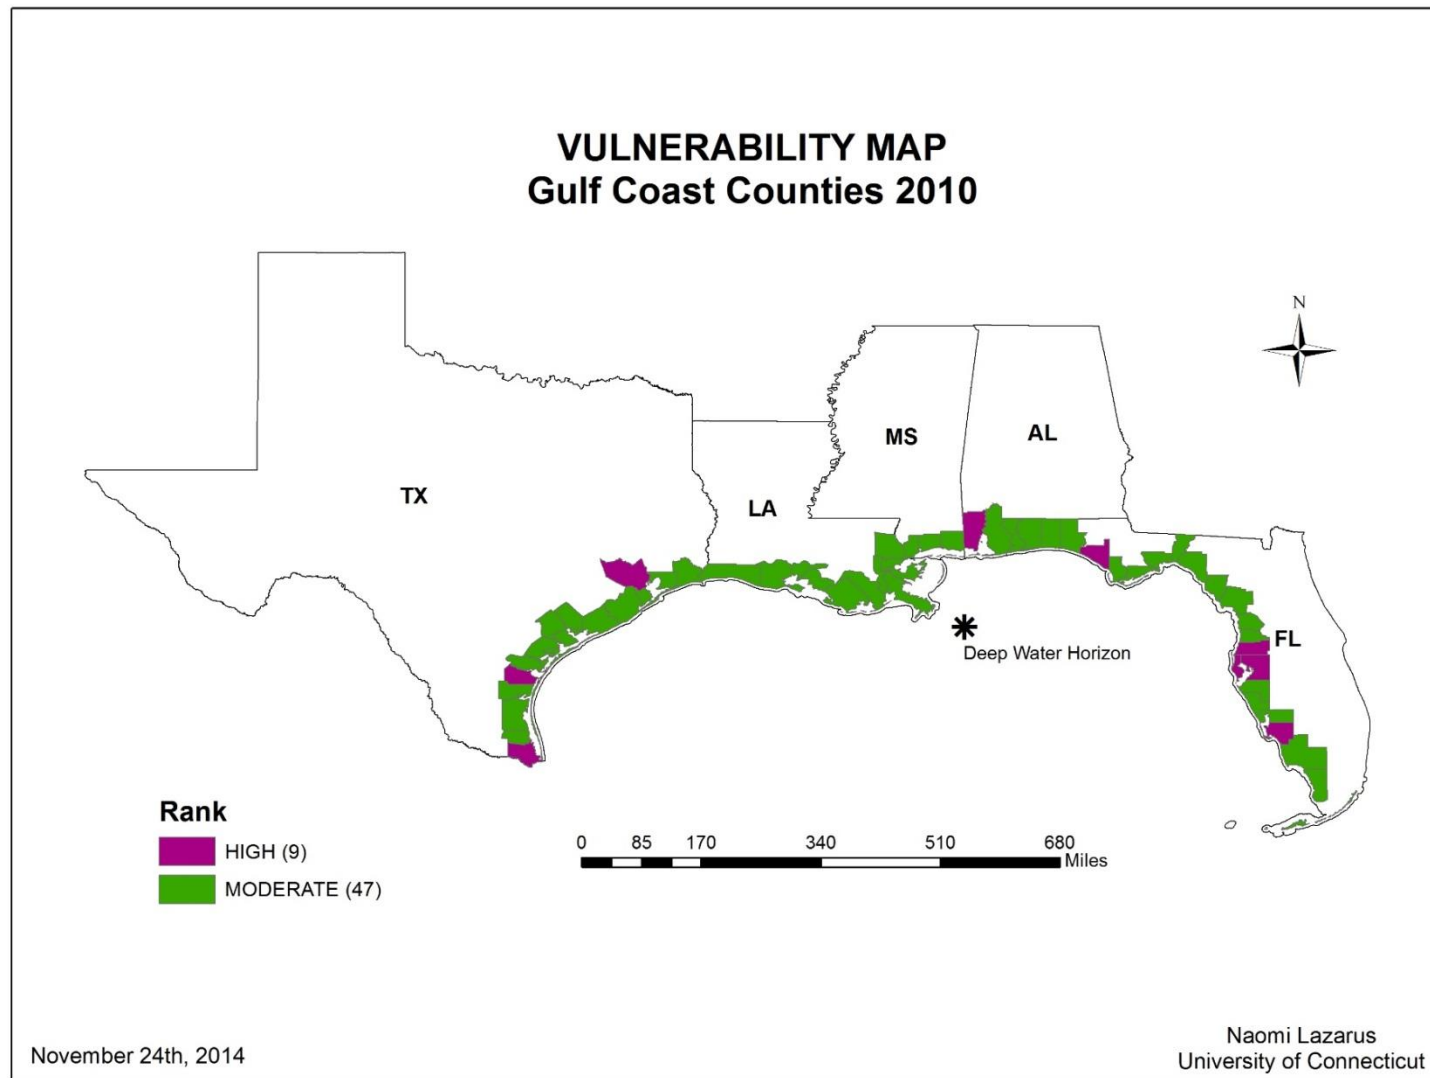 VULNERABILITY MAP
Gulf Coast Counties 2010
N
MS
AL
TX
LA
FL
Deep Water Horizon
Rank
HIGH (9)
MODERATE (47)
0 85 170 340 510 680
Miles
November 24th, 2014
Naomi Lazarus
University of Connecticut